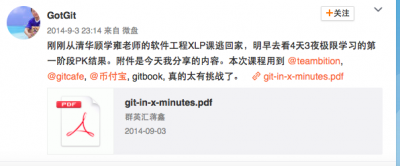 GotGit
+关注
2014-9-3 23:14 来自 微盘
刚刚从清华顾学雍老师的软件工程XLP课逃回家，明早去看4天3夜极限学习的第
一阶段PK结果。附件是今天我分享的内容。本次课程用到 @teambition,
@gitcafe, @币付宝, gitbook, 真的太有挑战了。 git-in-x-minutes.pdf
PDF
git-in-x-minutes.pdf
群英汇蒋鑫
2014-09-03